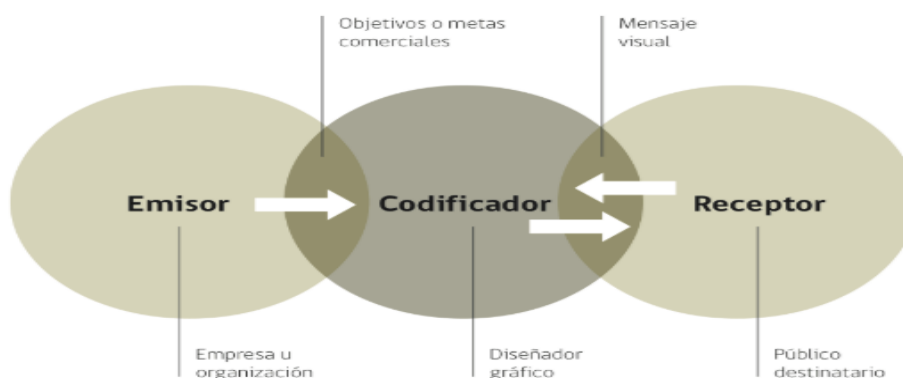 Objetivos o metas
comerciales
Mensaje
visual
Emisor
Codificador
Receptor
Empresa u
organización
Diseñador
gráfico
Público
destinatario